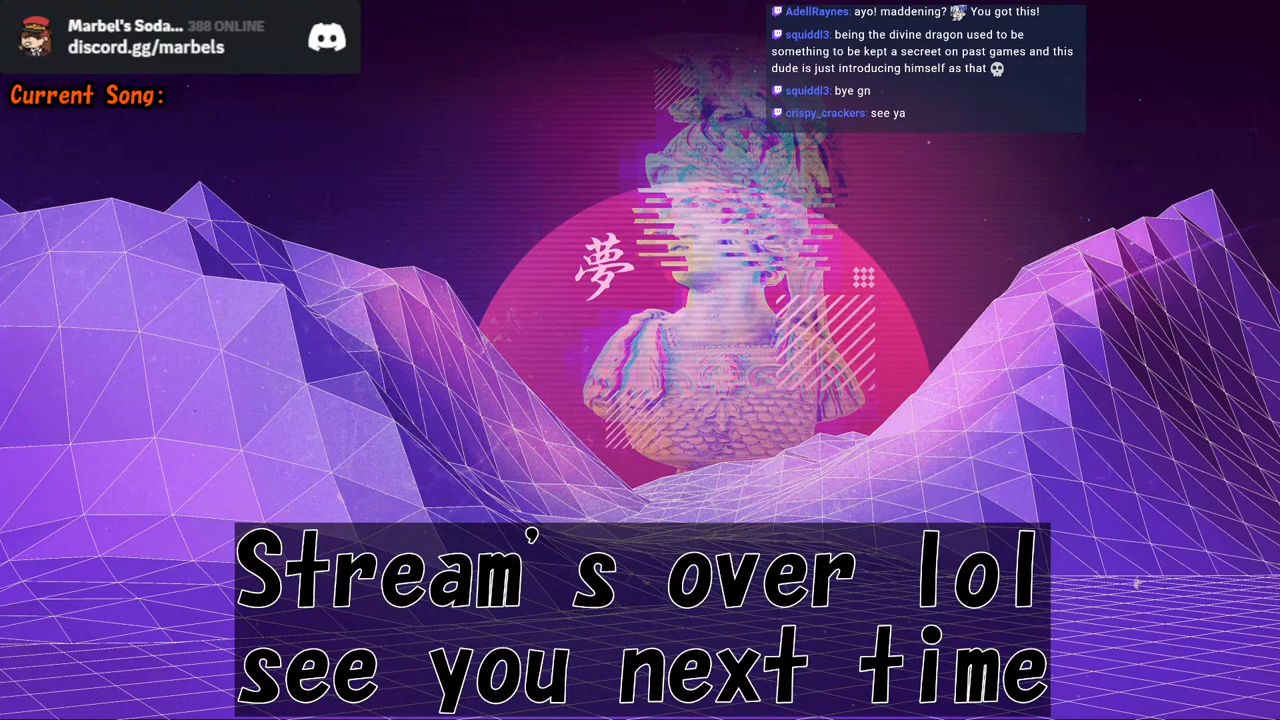 Marbel's Soda... 388 ONLINE
discord.gg/marbels
Current Song:
AdellRaynes: ayo! maddening? You got this!
squiddl3: being the divine dragon used to be
something to be kept a secreet on past games and this
dude is just introducing himself as that 💀
squiddl3: bye gn
crispy_crackers: see ya
夢
Stream's over lol
see you next time